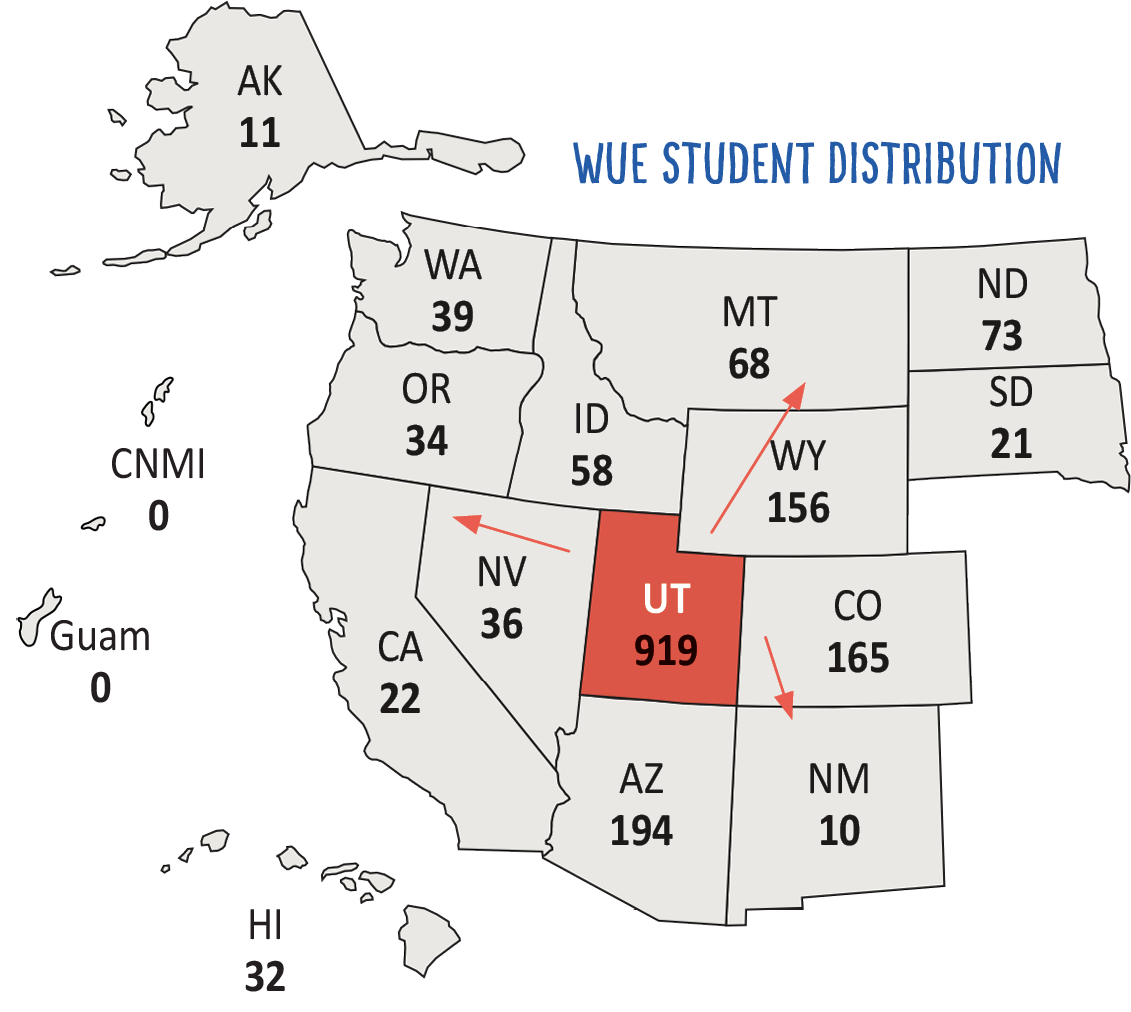 AK
11
WUE STUDENT DISTRIBUTION
WA
39
MT
68
ND
73
OR
34
ID
58
SD
21
WY
156
CNMI
0
NV
36
UT
919
CO
165
Guam
0
CA
22
AZ
194
NM
10
HI
32